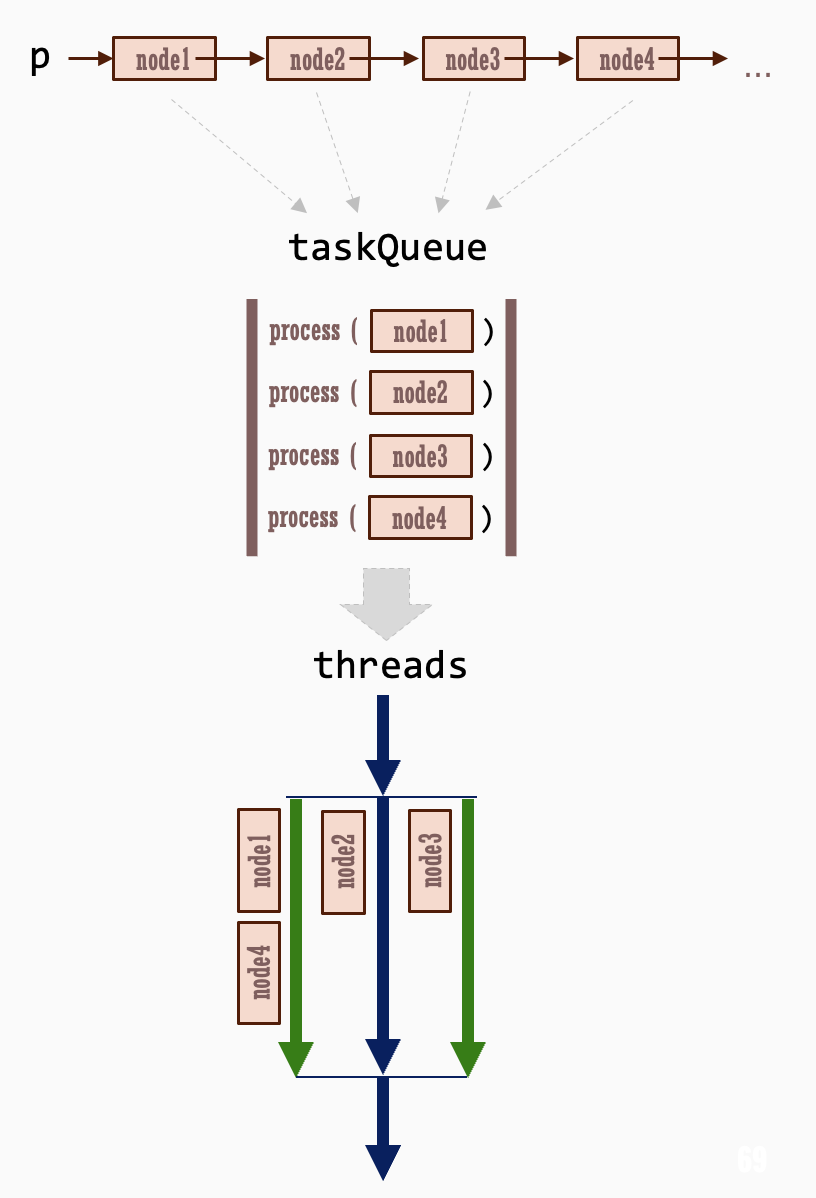 p node1 node2 node3 node4 ...
taskQueue
process ( node1 )
process ( node2 )
process ( node3 )
process ( node4 )
threads
node1 node2 node3
node4
69